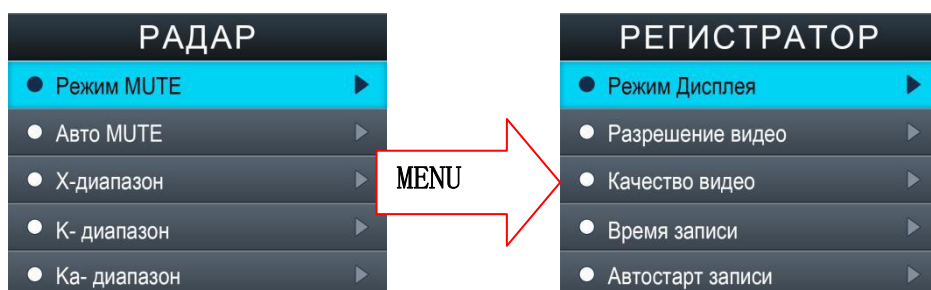 РАДАР
Режим MUTE
Авто MUTE
X-диапазон
K- диапазон
Ka- диапазон
MENU
РЕГИСТРАТОР
Режим Дисплея
Разрешение видео
Качество видео
Время записи
Автостарт записи